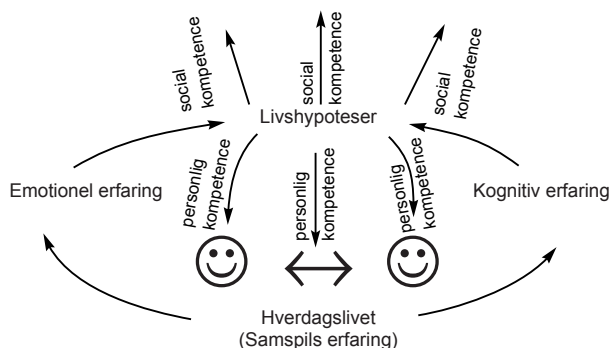 social
kompetence
social
kompetence
social
kompetence
Livshypoteser
personlig
kompetence
personlig
kompetence
personlig
kompetence
Emotionel erfaring
Kognitiv erfaring
Hverdagslivet
(Samspils erfaring)